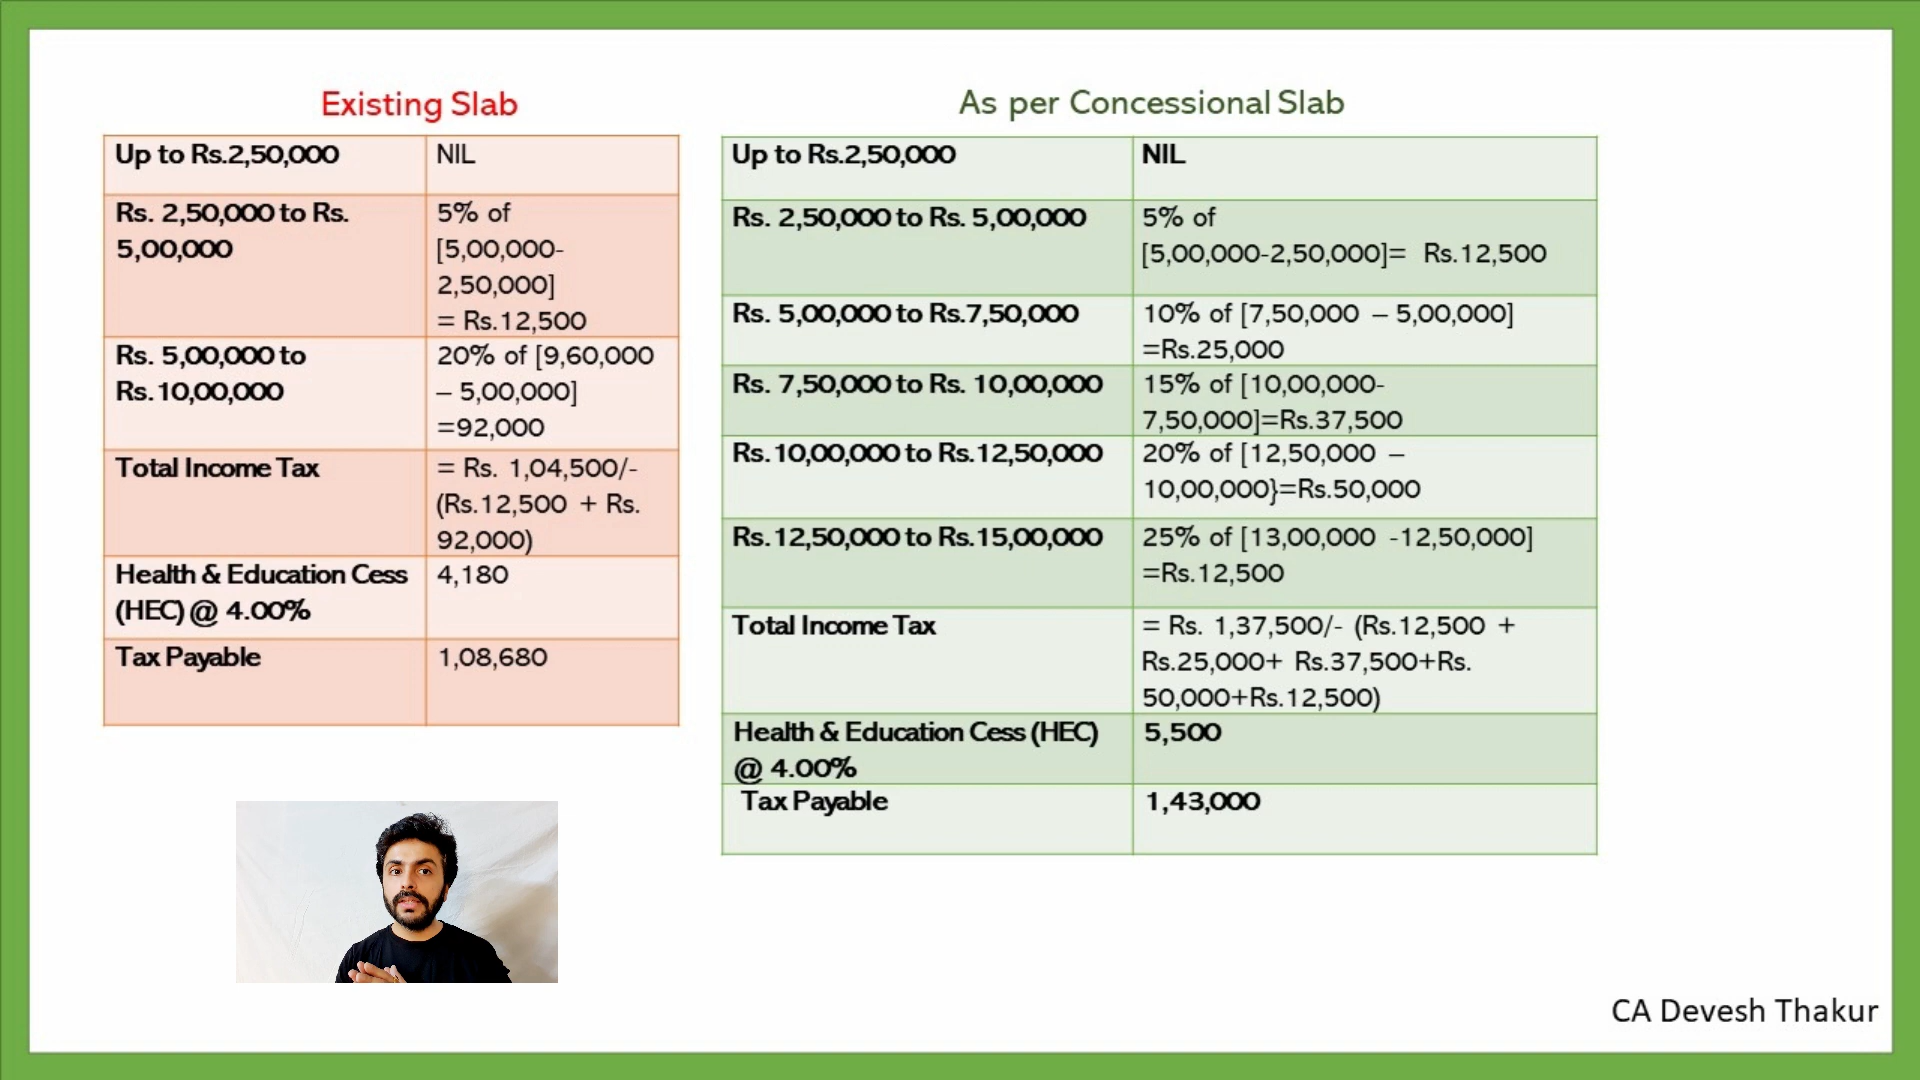 Existing Slab
Up to Rs.2,50,000 NIL
Rs. 2,50,000 to Rs. 5% of
5,00,000 [5,00,000-
2,50,000]
= Rs.12,500
Rs. 5,00,000 to 20% of [9,60,000
Rs.10,00,000 – 5,00,000]
=92,000
Total Income Tax = Rs. 1,04,500/-
(Rs.12,500 + Rs.
92,000)
Health & Education Cess 4,180
(HEC) @ 4.00%
Tax Payable 1,08,680
As per Concessional Slab
Up to Rs.2,50,000 NIL
Rs. 2,50,000 to Rs. 5,00,000 5% of
[5,00,000-2,50,000]= Rs.12,500
Rs. 5,00,000 to Rs.7,50,000 10% of [7,50,000 – 5,00,000]
=Rs.25,000
Rs. 7,50,000 to Rs. 10,00,000 15% of [10,00,000-
7,50,000]=Rs.37,500
Rs.10,00,000 to Rs.12,50,000 20% of [12,50,000 –
10,00,000}=Rs.50,000
Rs.12,50,000 to Rs.15,00,000 25% of [13,00,000 -12,50,000]
=Rs.12,500
Total Income Tax = Rs. 1,37,500/- (Rs.12,500 +
Rs.25,000+ Rs.37,500+Rs.
50,000+Rs.12,500)
Health & Education Cess (HEC) 5,500
@ 4.00%
Tax Payable 1,43,000
CA Devesh Thakur